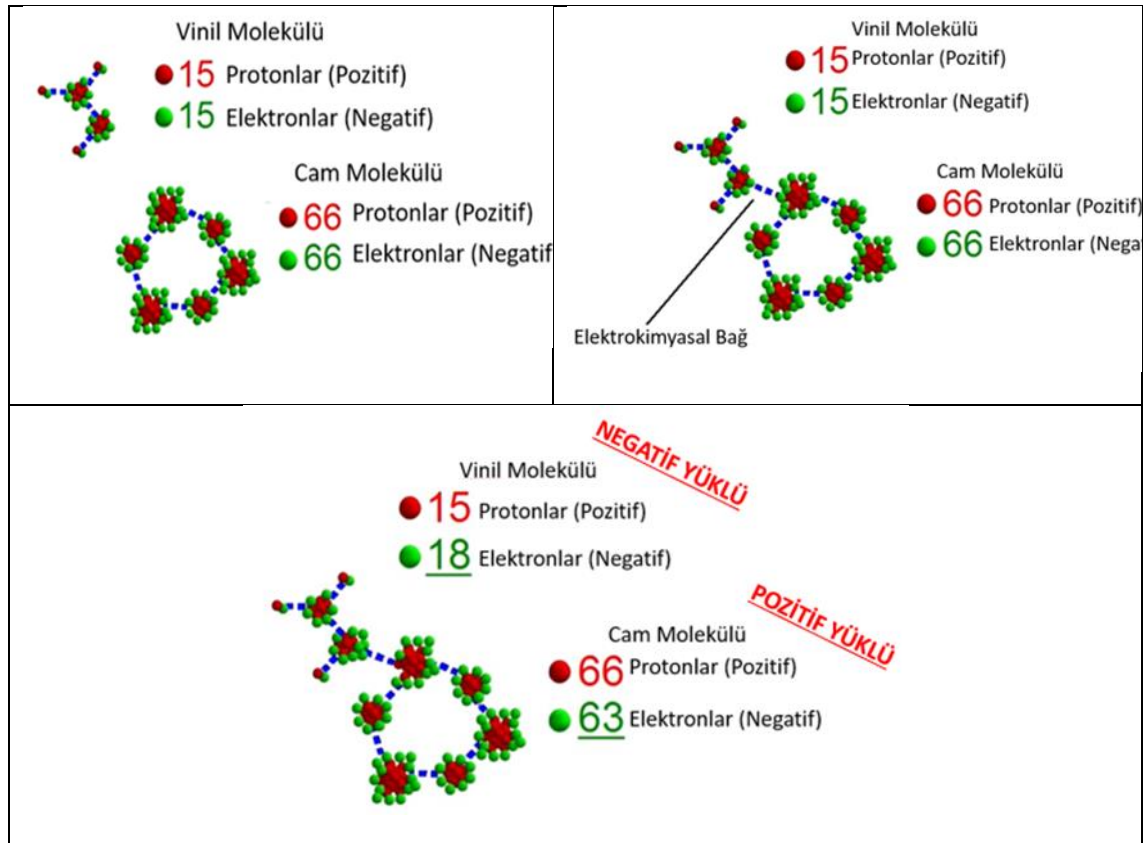 Vinil Molekülü
15 Protonlar (Pozitif)
15 Elektronlar (Negatif)
Cam Molekülü
66 Protonlar (Pozitif)
66 Elektronlar (Negatif
Vinil Molekülü
15 Protonlar (Pozitif)
15 Elektronlar (Negatif)
Cam Molekülü
66 Protonlar (Pozitif)
66 Elektronlar (Nega
Elektrokimyasal Bağ
NEGATİF YÜKLÜ
Vinil Molekülü
15 Protonlar (Pozitif)
18 Elektronlar (Negatif)
POZİTİF YÜKLÜ
Cam Molekülü
66 Protonlar (Pozitif)
63 Elektronlar (Negatif)